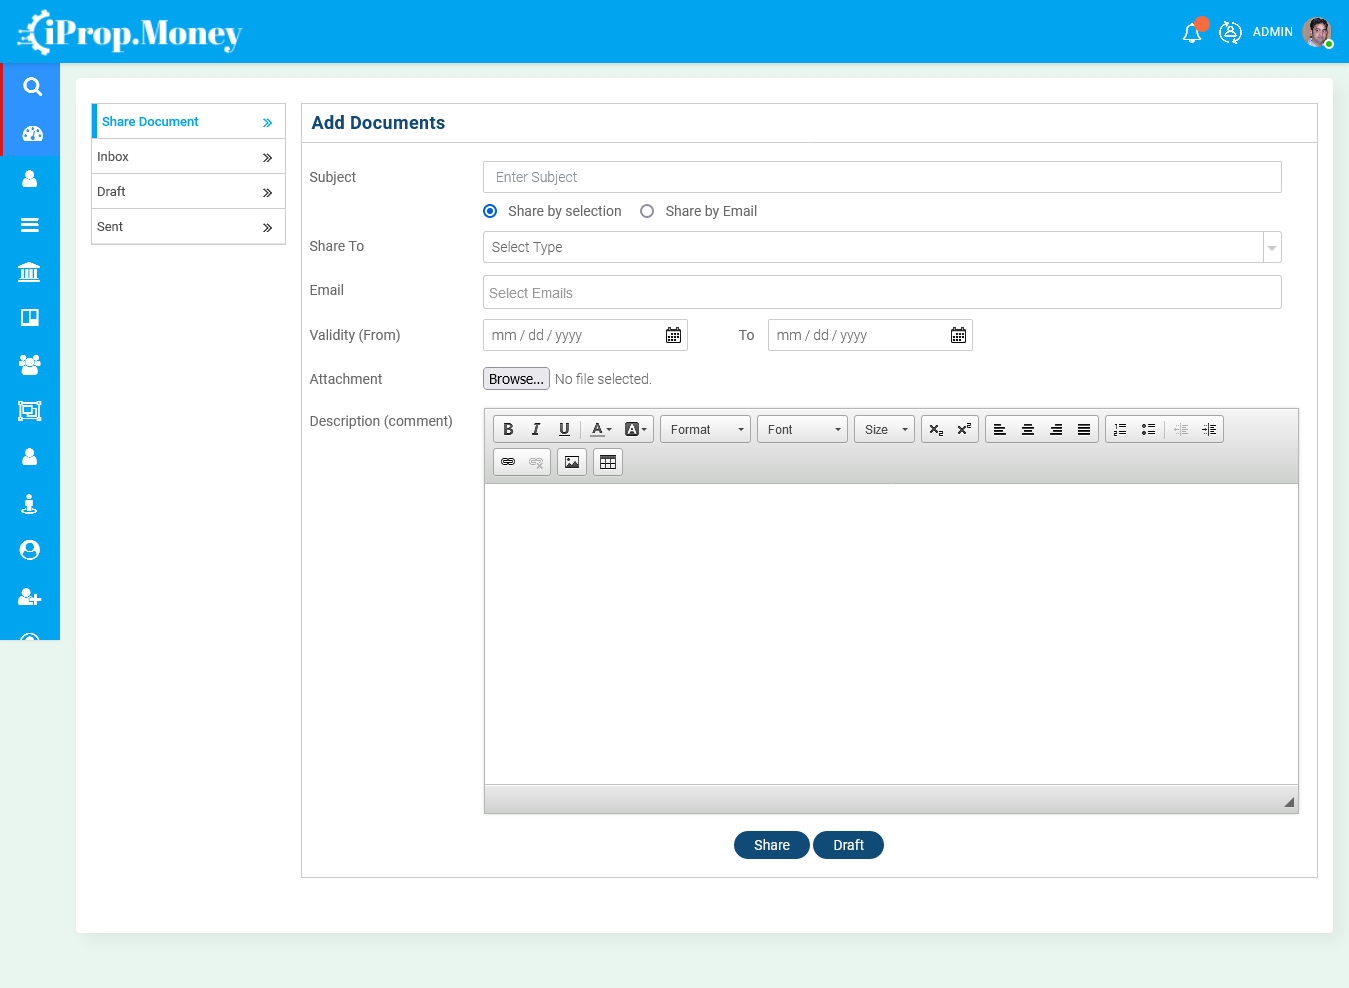 iProp.Money
ADMIN
Share Document
Inbox
Draft
Sent
Add Documents
Subject
Enter Subject
Share by selection
Share by Email
Share To
Select Type
Email
Select Emails
Validity (From)
mm / dd / yyyy
To
mm / dd / yyyy
Attachment
Browse...
No file selected.
Description (comment)
B I U A A Format Font Size x₂ x²
Share
Draft